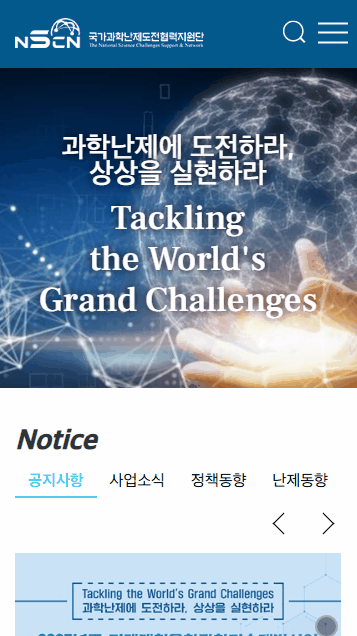 NSCN 국가과학난제도전협력지원단
The National Science Challenges Support & Network
과학난제에 도전하라,
상상을 실현하라
Tackling
the World's
Grand Challenges
Notice
공지사항 사업소식 정책동향 난제동향
Tackling the World's Grand Challenges
과학난제에 도전하라, 상상을 실현하라